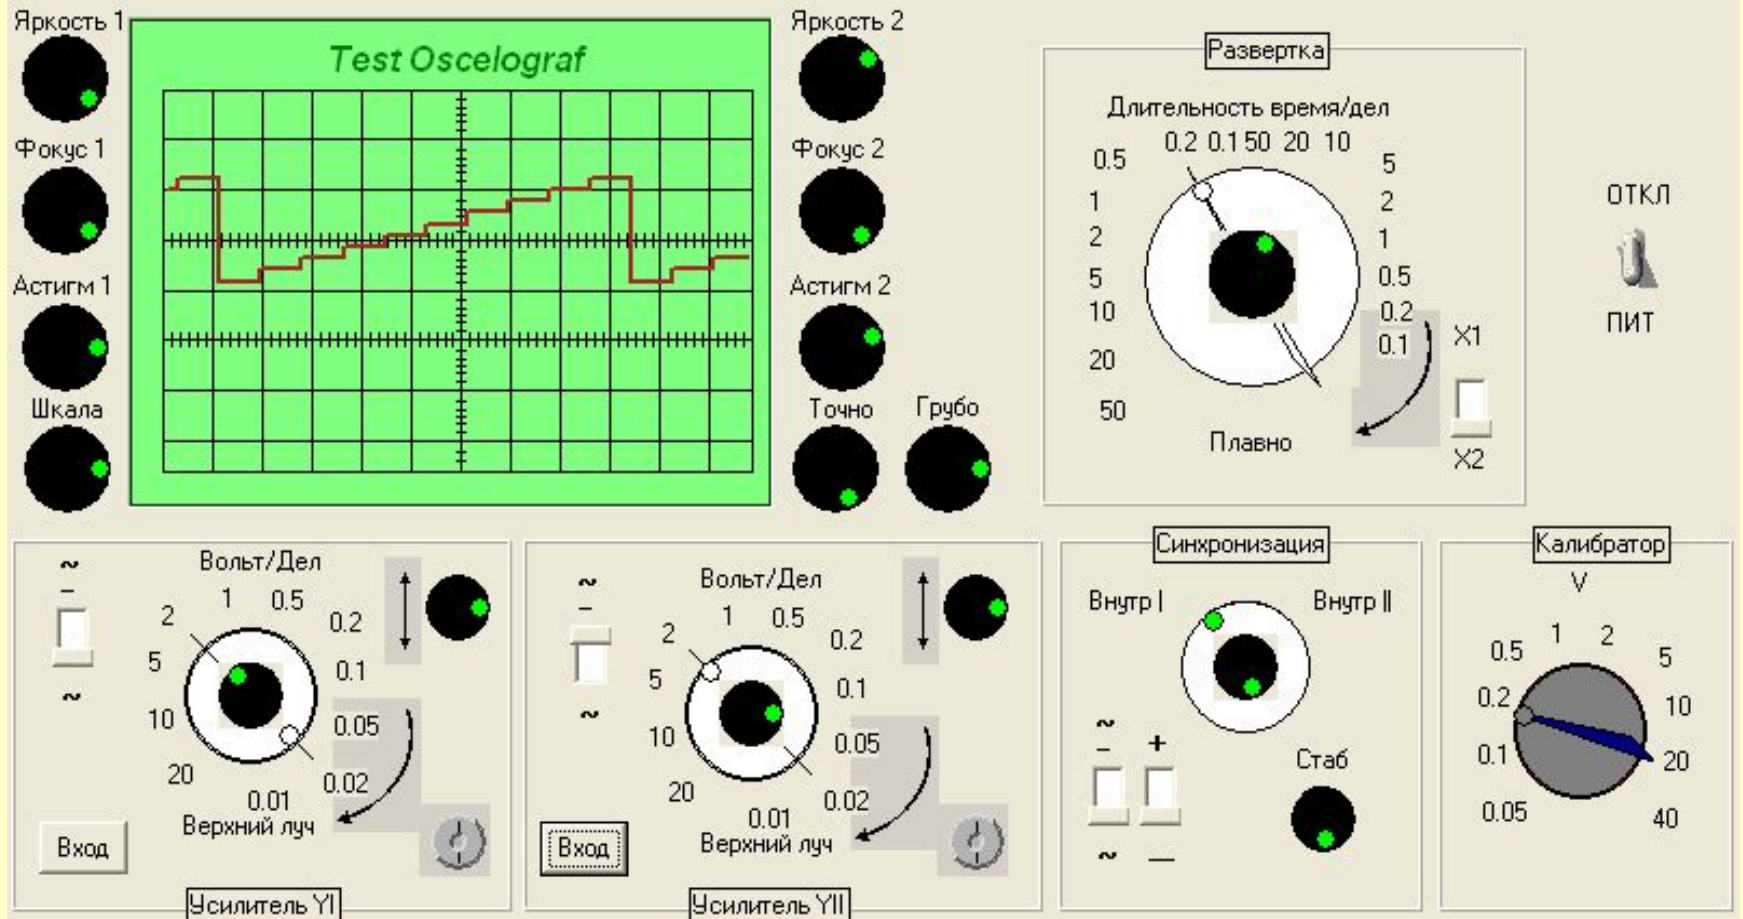 Яркость 1
Test Oscelograf
Яркость 2
Фокус 1
Фокус 2
Астигм 1
Астигм 2
Шкала
Точно
Грубо
Развертка
Длительность время/дел
0.2 0.1 50 20 10
0.5
5
1
2
2
1
5
0.5
10
0.2
0.1
20
50
Плавно
X1
X2
ОТКЛ
ПИТ
~
–
~
Вольт/Дел
1
0.5
2
0.2
5
0.1
10
0.05
20
0.02
0.01
Верхний луч
Вход
Усилитель YI
~
–
~
Вольт/Дел
1
0.5
2
0.2
5
0.1
10
0.05
20
0.02
0.01
Верхний луч
Вход
Усилитель YII
Синхронизация
Внутр I
Внутр II
~
– +
~ —
Стаб
Калибратор
V
1
2
0.5
5
0.2
10
0.1
20
0.05
40